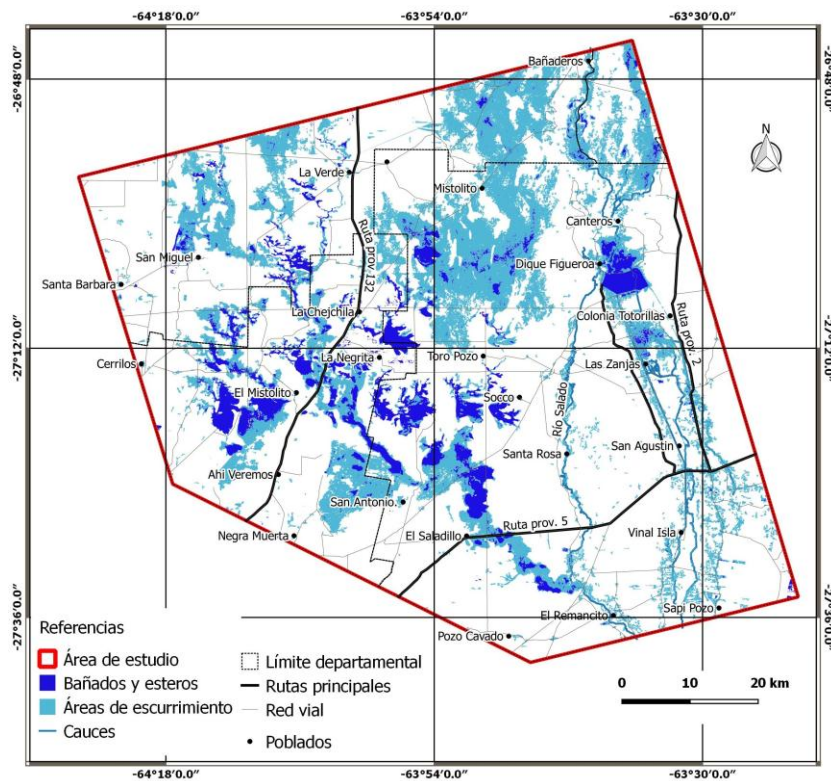 -64°18'0.0"
-63°54'0.0"
-63°30'0.0"
-26°48'0.0"
-26°48'0.0"
Bañaderos
N
La Verde
Mistolito
Ruta prov. 132
Canteros
San Miguel
Dique Figueroa
Santa Barbara
La Chejchila
Colonia Totorillas
Ruta prov. 2
-27°12'0.0"
-27°12'0.0"
Cerrilos
La Negrita
Toro Pozo
Las Zanjas
El Mistolito
Socco
Río Salado
Ahi Veremos
Santa Rosa
San Agustin
San Antonio.
Negra Muerta
El Saladillo
Ruta prov. 5
Vinal Isla
-27°36'0.0"
-27°36'0.0"
El Remancito
Sapi Pozo
Pozo Cavado
Referencias
Área de estudio
Bañados y esteros
Áreas de escurrimiento
Cauces
Límite departamental
Rutas principales
Red vial
Poblados
0 10 20 km
-64°18'0.0"
-63°54'0.0"
-63°30'0.0"